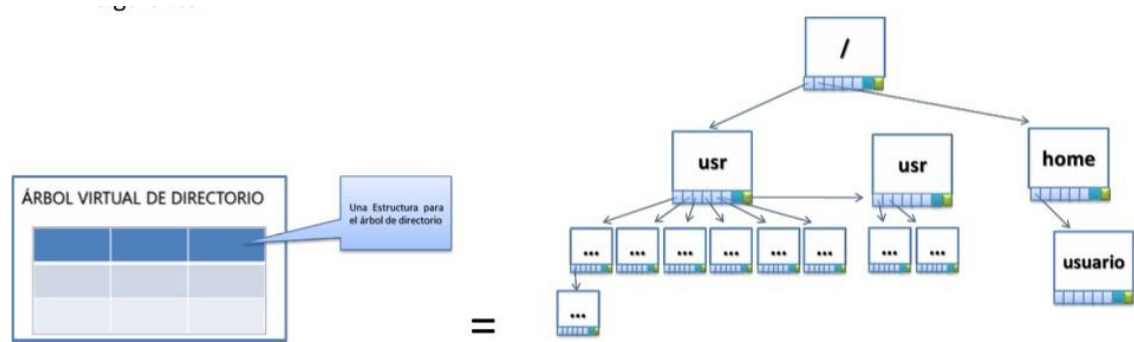 ÁRBOL VIRTUAL DE DIRECTORIO
Una Estructura para
el árbol de directorio
=
/
usr
usr
home
...
...
...
...
...
...
...
...
usuario
...